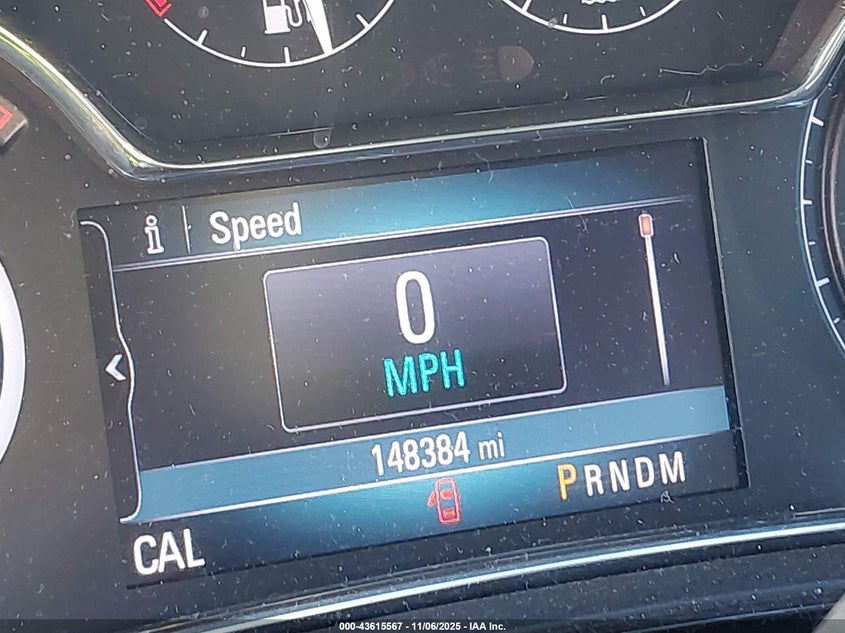 i Speed
0
MPH
148384 mi
PRNDM
CAL
000-43615567 - 11/06/2025 - IAA Inc.